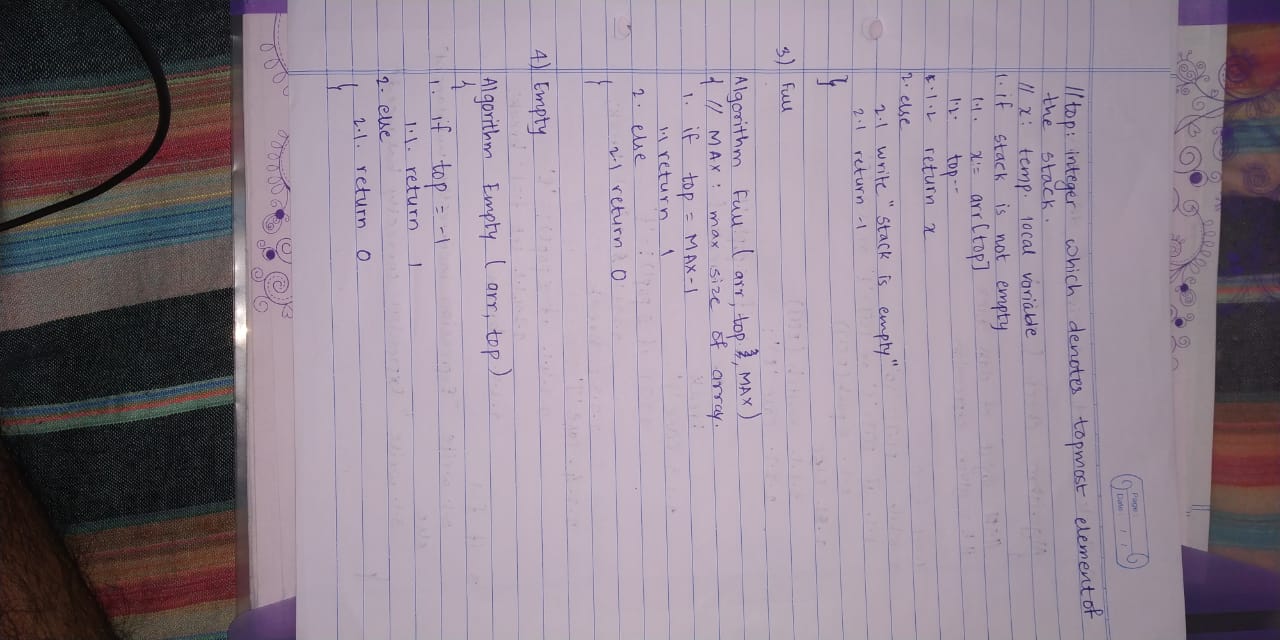 Page:
Date: / /
// top: integer which denotes topmost element of
the stack.
// x: temp. local variable
1. if stack is not empty
1.1. x:= arr[top]
1.2. top--
1.2 return x
2. else
2.1 write "stack is empty"
2.1 return -1
}
3) Full
Algorithm Full ( arr, top, MAX)
{ // MAX: max size of array.
1. if top = MAX-1
1.1 return 1
2. else
2.1 return 0
}
4) Empty
Algorithm Empty ( arr, top)
{
1. if top = -1
1.1. return 1
2. else
2.1. return 0
}